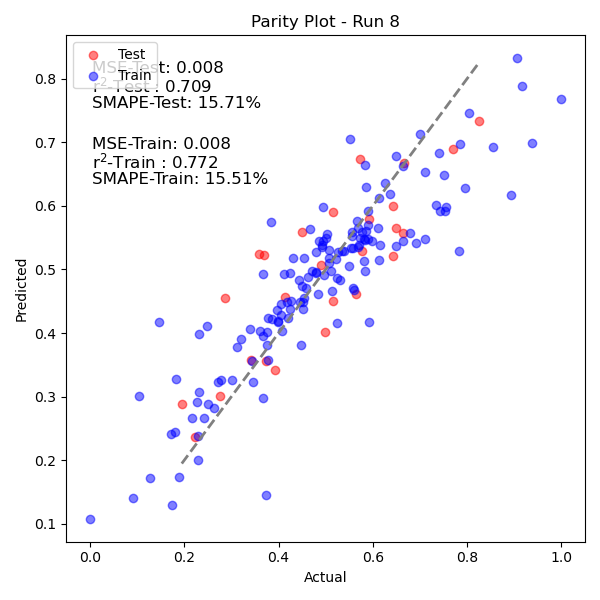 Parity Plot - Run 8
Test
Train
MSE-Test: 0.008
r²-Test : 0.709
SMAPE-Test: 15.71%
MSE-Train: 0.008
r²-Train : 0.772
SMAPE-Train: 15.51%
Predicted
0.8
0.7
0.6
0.5
0.4
0.3
0.2
0.1
0.0 0.2 0.4 0.6 0.8 1.0
Actual